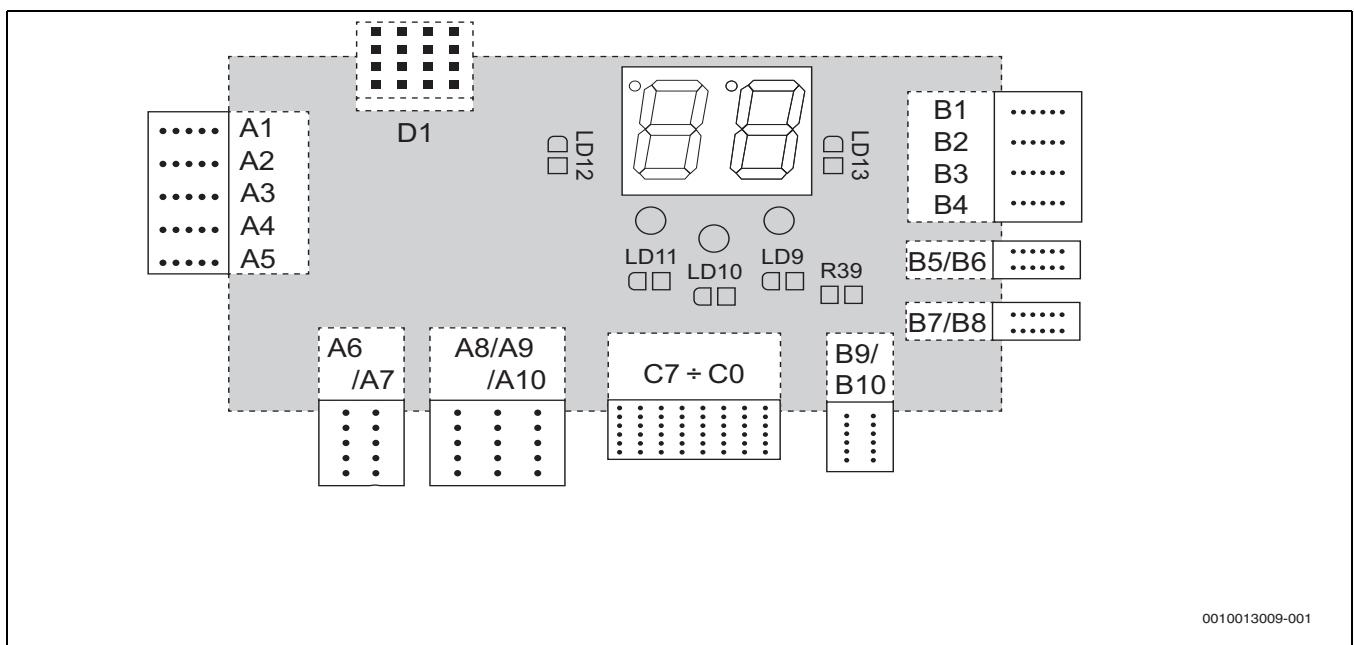 D1
A1
A2
A3
A4
A5
LD12
LD13
B1
B2
B3
B4
LD11
LD10
LD9
R39
B5/B6
B7/B8
A6
/A7
A8/A9
/A10
C7 ÷ C0
B9/
B10
0010013009-001